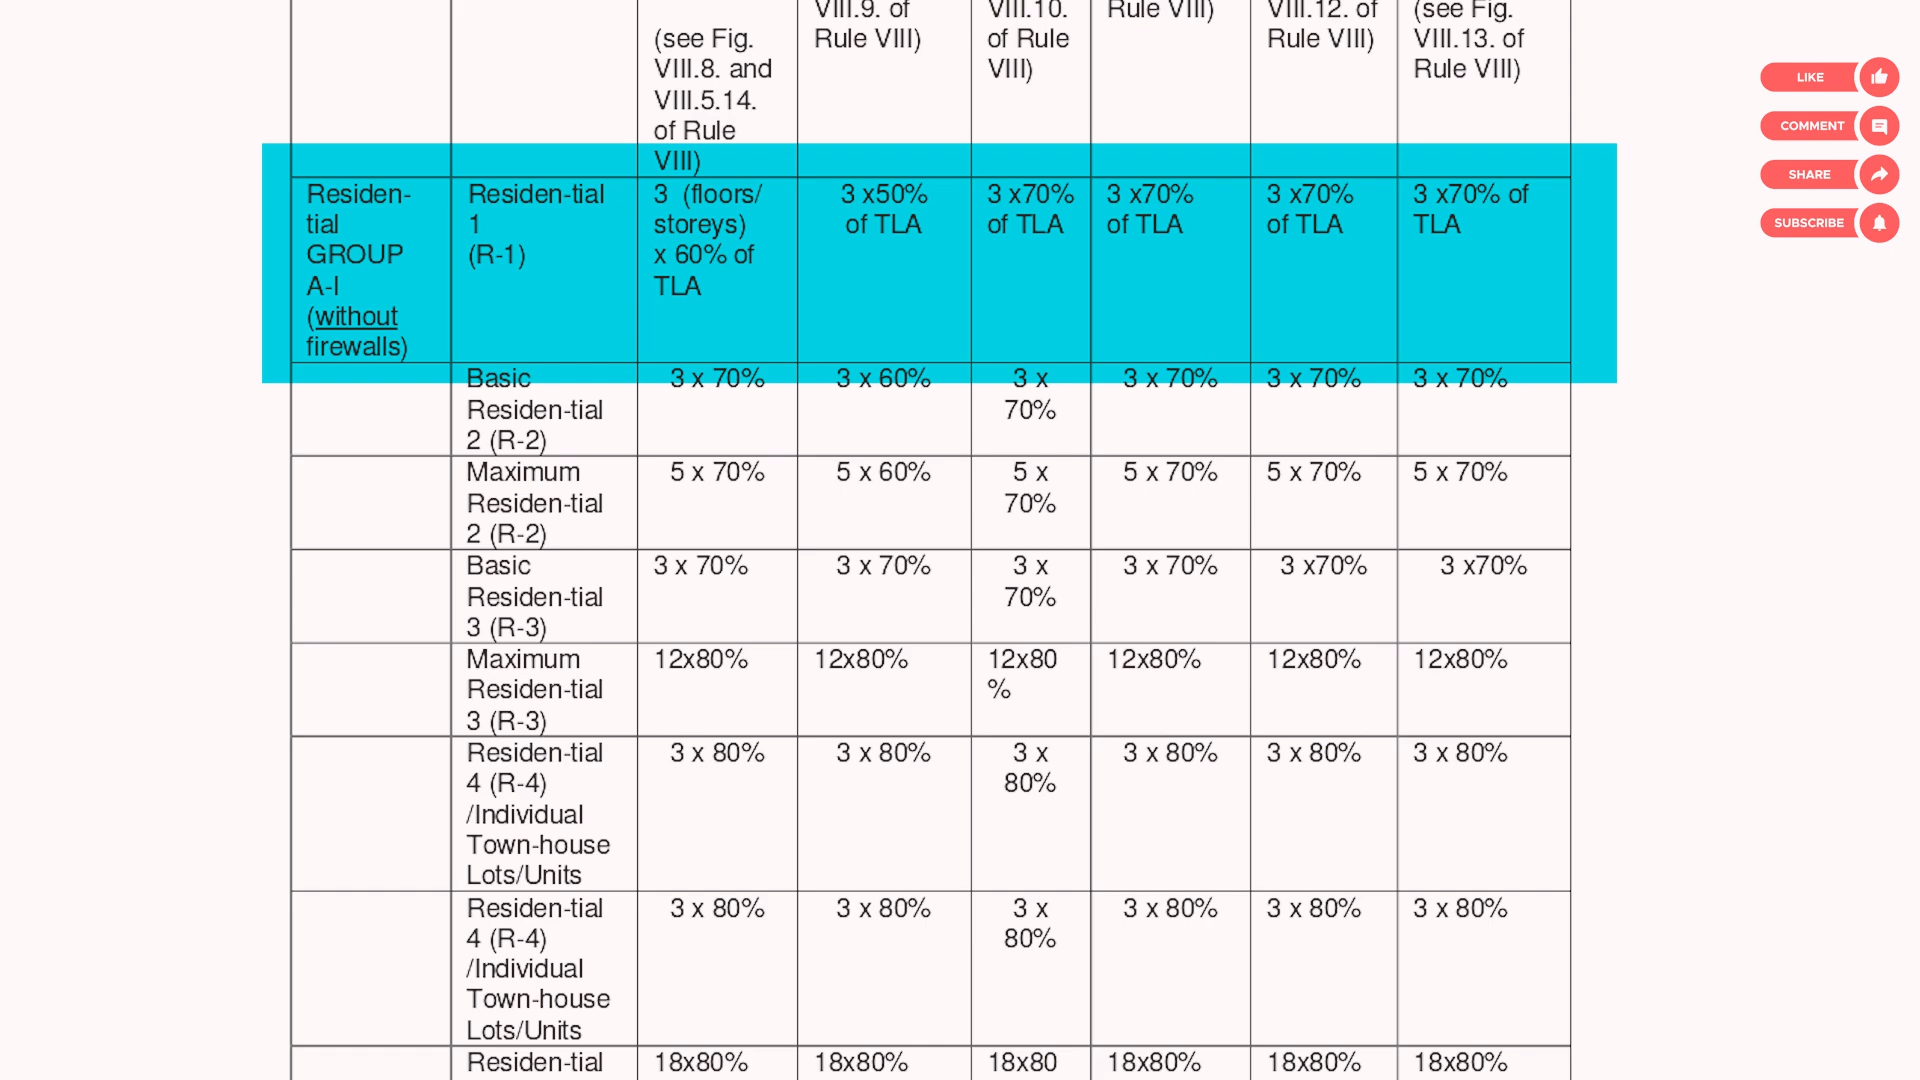 (see Fig.
VIII.8. and
VIII.5.14.
of Rule
VIII)
VIII.9. of
Rule VIII)
VIII.10.
of Rule
VIII)
Rule VIII)
VIII.12. of
Rule VIII)
(see Fig.
VIII.13. of
Rule VIII)
Residen-
tial
GROUP
A-I
(without
firewalls)
Residen-tial
1
(R-1)
3 (floors/
storeys)
x 60% of
TLA
3 x50%
of TLA
3 x70%
of TLA
3 x70%
of TLA
3 x70%
of TLA
3 x70% of
TLA
Basic
Residen-tial
2 (R-2)
3 x 70%
3 x 60%
3 x
70%
3 x 70%
3 x 70%
3 x 70%
Maximum
Residen-tial
2 (R-2)
5 x 70%
5 x 60%
5 x
70%
5 x 70%
5 x 70%
5 x 70%
Basic
Residen-tial
3 (R-3)
3 x 70%
3 x 70%
3 x
70%
3 x 70%
3 x70%
3 x70%
Maximum
Residen-tial
3 (R-3)
12x80%
12x80%
12x80
%
12x80%
12x80%
12x80%
Residen-tial
4 (R-4)
/Individual
Town-house
Lots/Units
3 x 80%
3 x 80%
3 x
80%
3 x 80%
3 x 80%
3 x 80%
Residen-tial
4 (R-4)
/Individual
Town-house
Lots/Units
3 x 80%
3 x 80%
3 x
80%
3 x 80%
3 x 80%
3 x 80%
Residen-tial
18x80%
18x80%
18x80
18x80%
18x80%
18x80%
LIKE
COMMENT
SHARE
SUBSCRIBE